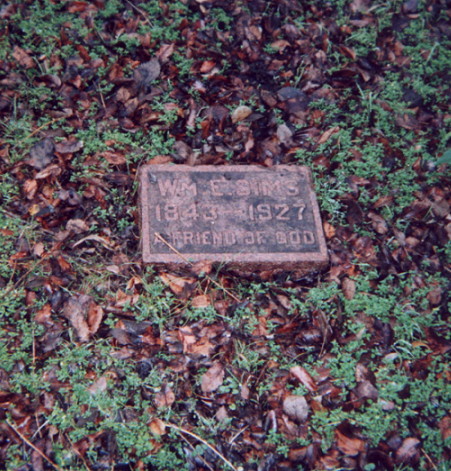 WM. E. SIMS
1843 - 1927
A FRIEND OF GOD